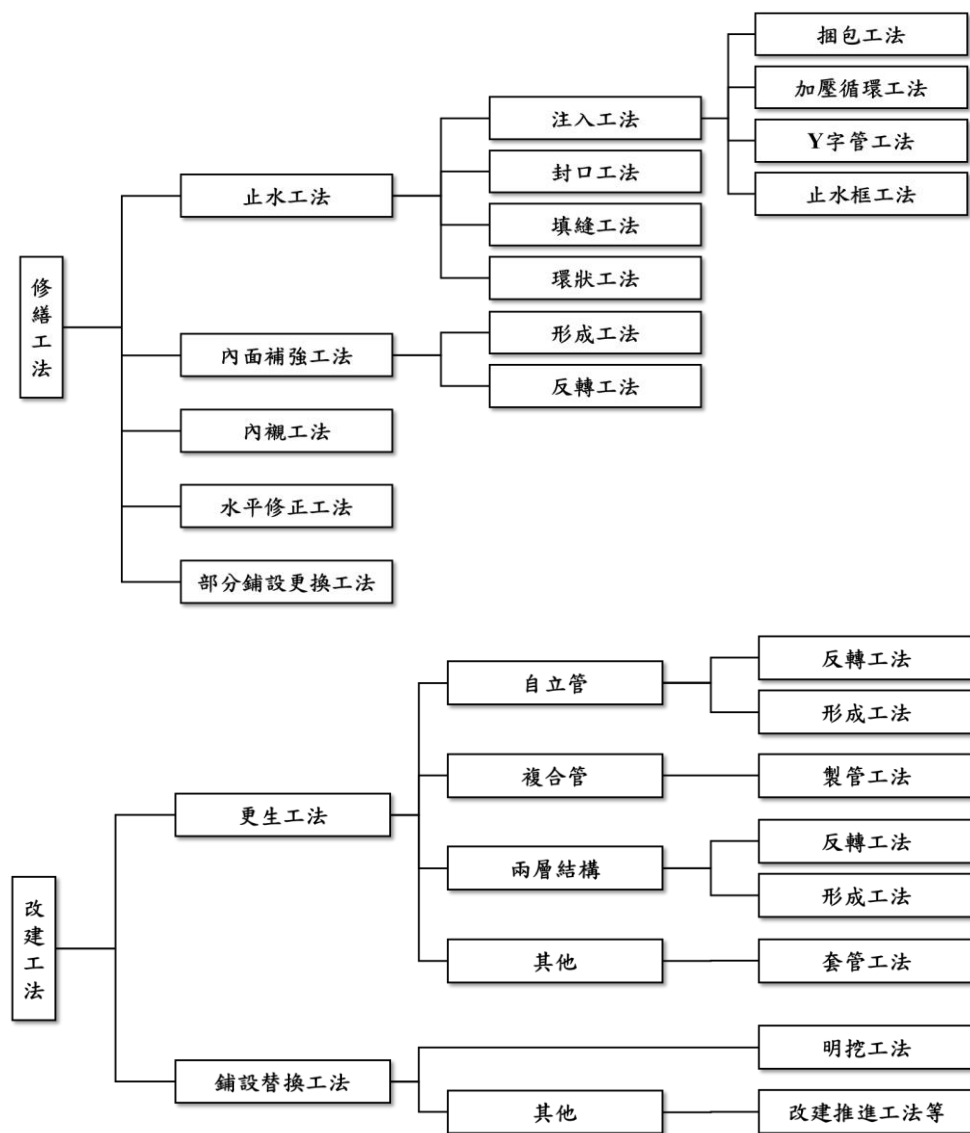 修繕工法
止水工法
注入工法
捆包工法
加壓循環工法
Y字管工法
止水框工法
封口工法
填縫工法
環狀工法
內面補強工法
形成工法
反轉工法
內襯工法
水平修正工法
部分鋪設更換工法
改建工法
更生工法
自立管
反轉工法
形成工法
複合管
製管工法
兩層結構
反轉工法
形成工法
其他
套管工法
鋪設替換工法
明挖工法
其他
改建推進工法等